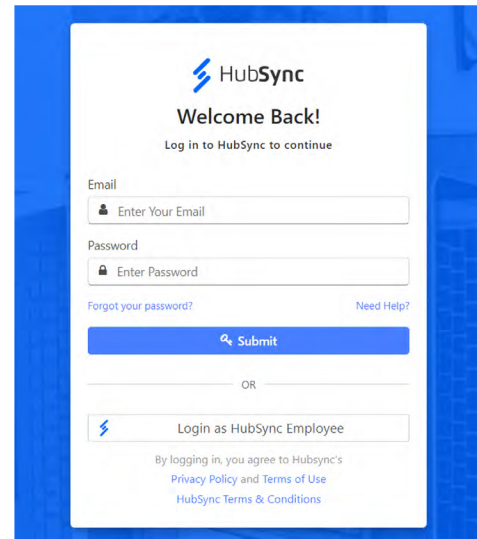 HubSync
Welcome Back!
Log in to HubSync to continue
Email
Enter Your Email
Password
Enter Password
Forgot your password? Need Help?
Submit
OR
Login as HubSync Employee
By logging in, you agree to Hubsync's
Privacy Policy and Terms of Use
HubSync Terms & Conditions